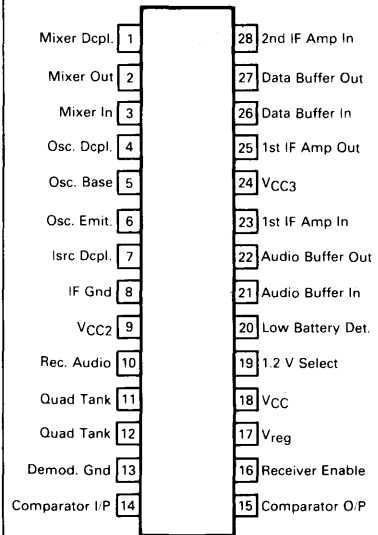 Mixer Dcpl. 1 28 2nd IF Amp In
Mixer Out 2 27 Data Buffer Out
Mixer In 3 26 Data Buffer In
Osc. Dcpl. 4 25 1st IF Amp Out
Osc. Base 5 24 VCC3
Osc. Emit. 6 23 1st IF Amp In
Isrc Dcpl. 7 22 Audio Buffer Out
IF Gnd 8 21 Audio Buffer In
VCC2 9 20 Low Battery Det.
Rec. Audio 10 19 1.2 V Select
Quad Tank 11 18 VCC
Quad Tank 12 17 Vreg
Demod. Gnd 13 16 Receiver Enable
Comparator I/P 14 15 Comparator O/P